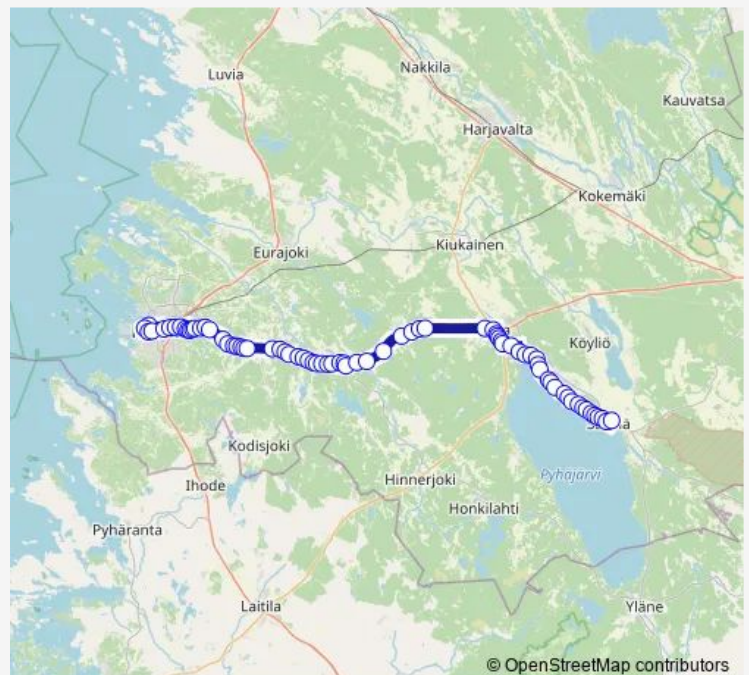 Luvia
Nakkila
Kauvatsa
Harjavalta
Kokemäki
Kiukainen
Eurajoki
Köyliö
Kodisjoki
Hinnerjoki
Pyhäjärvi
Ihode
Honkilahti
Pyhäranta
Laitila
Yläne
© OpenStreetMap contributors